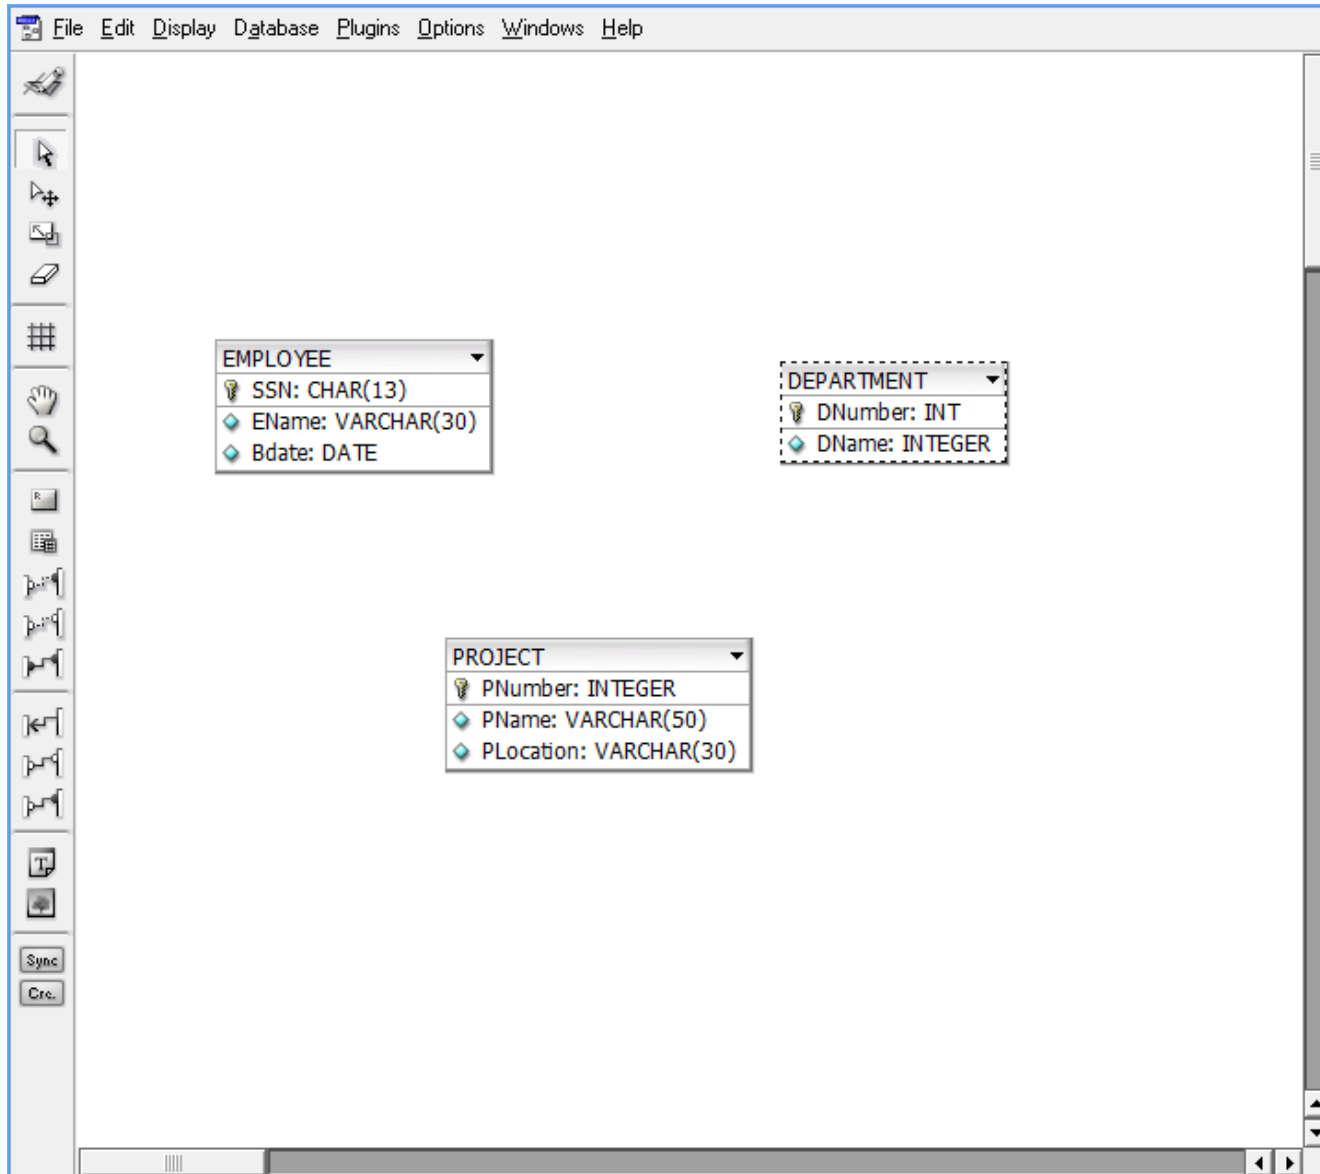 File Edit Display Database Plugins Options Windows Help
EMPLOYEE
SSN: CHAR(13)
EName: VARCHAR(30)
Bdate: DATE
DEPARTMENT
DNumber: INT
DName: INTEGER
PROJECT
PNumber: INTEGER
PName: VARCHAR(50)
PLocation: VARCHAR(30)
R
T
Sync
Cre.